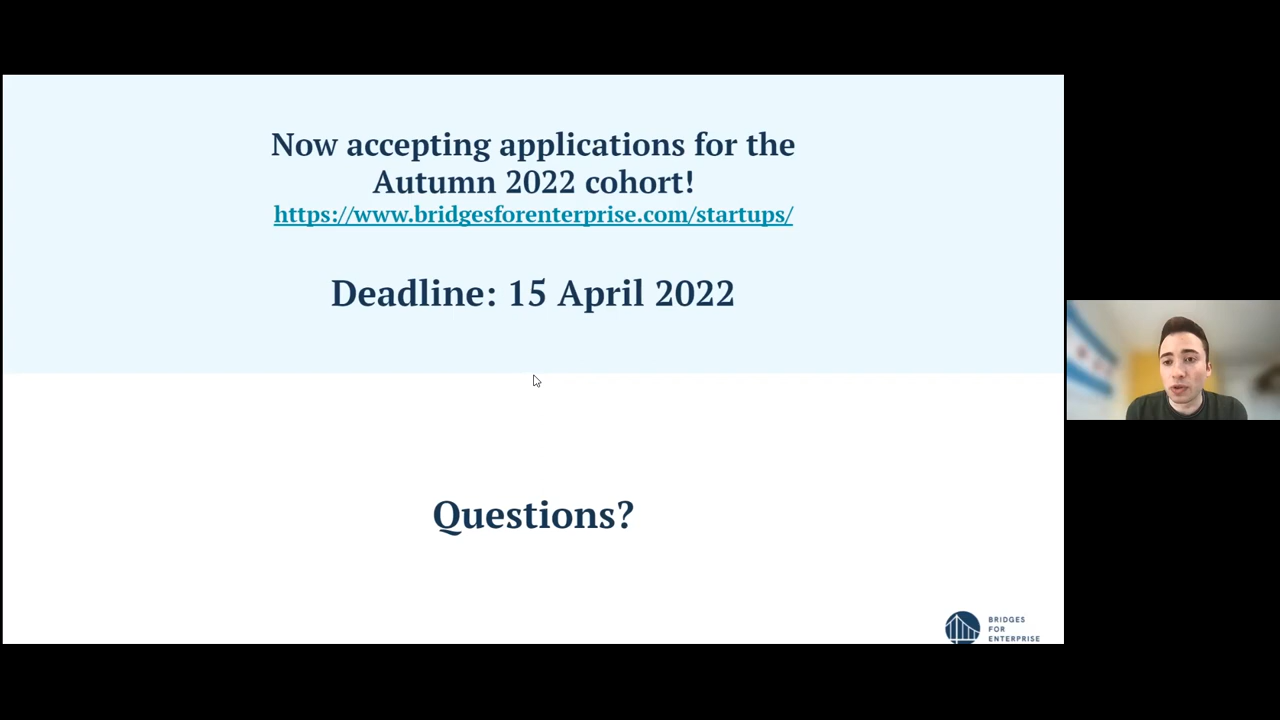 Now accepting applications for the
Autumn 2022 cohort!
https://www.bridgesforenterprise.com/startups/
Deadline: 15 April 2022
Questions?
BRIDGES
FOR
ENTERPRISE